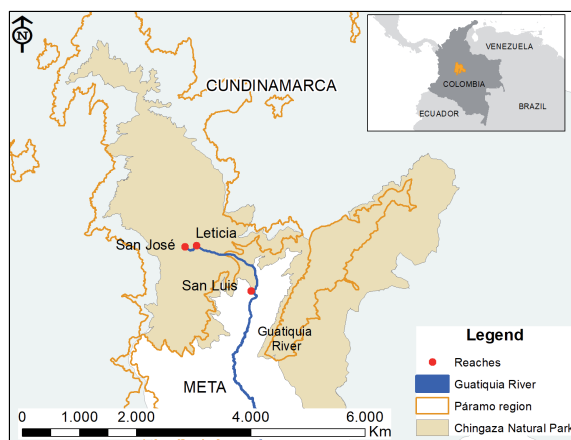 N
VENEZUELA
COLOMBIA
ECUADOR
BRAZIL
CUNDINAMARCA
San José
Leticia
San Luis
Guatiquia
River
META
0 1.000 2.000 4.000 6.000
Km
Legend
Reaches
Guatiquia River
Páramo region
Chingaza Natural Park